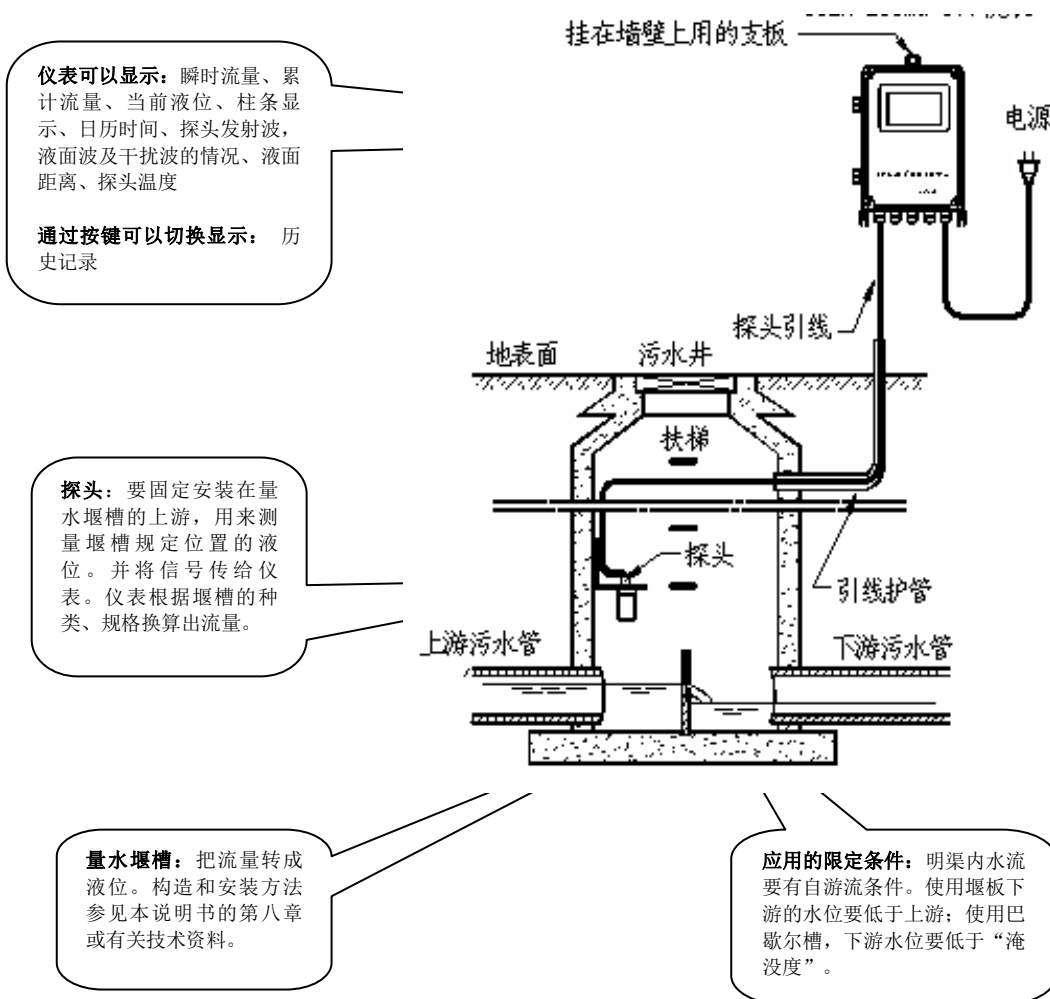 挂在墙壁上用的支板
仪表可以显示：瞬时流量、累
计流量、当前液位、柱条显
示、日历时间、探头发射波，
液面波及干扰波的情况、液面
距离、探头温度
通过按键可以切换显示： 历
史记录
电源
探头引线
地表面
污水井
扶梯
探头：要固定安装在量
水堰槽的上游，用来测
量堰槽规定位置的液
位。并将信号传给仪
表。仪表根据堰槽的种
类、规格换算出流量。
探头
引线护管
上游污水管
下游污水管
量水堰槽：把流量转成
液位。构造和安装方法
参见本说明书的第八章
或有关技术资料。
应用的限定条件：明渠内水流
要有自游流条件。使用堰板下
游的水位要低于上游；使用巴
歇尔槽，下游水位要低于“淹
没度”。